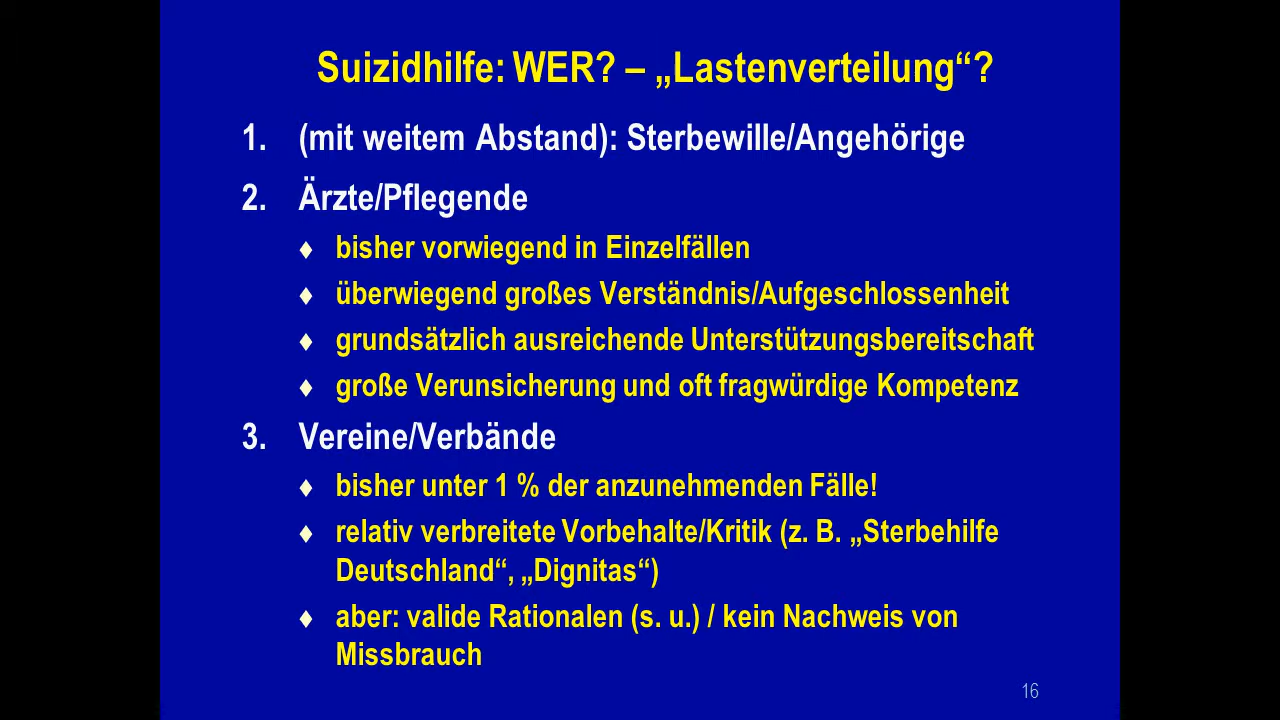 Suizidhilfe: WER? – „Lastenverteilung“?
1. (mit weitem Abstand): Sterbewille/Angehörige
2. Ärzte/Pflegende
♦ bisher vorwiegend in Einzelfällen
♦ überwiegend großes Verständnis/Aufgeschlossenheit
♦ grundsätzlich ausreichende Unterstützungsbereitschaft
♦ große Verunsicherung und oft fragwürdige Kompetenz
3. Vereine/Verbände
♦ bisher unter 1 % der anzunehmenden Fälle!
♦ relativ verbreitete Vorbehalte/Kritik (z. B. „Sterbehilfe
Deutschland“, „Dignitas“)
♦ aber: valide Rationalen (s. u.) / kein Nachweis von
Missbrauch
16